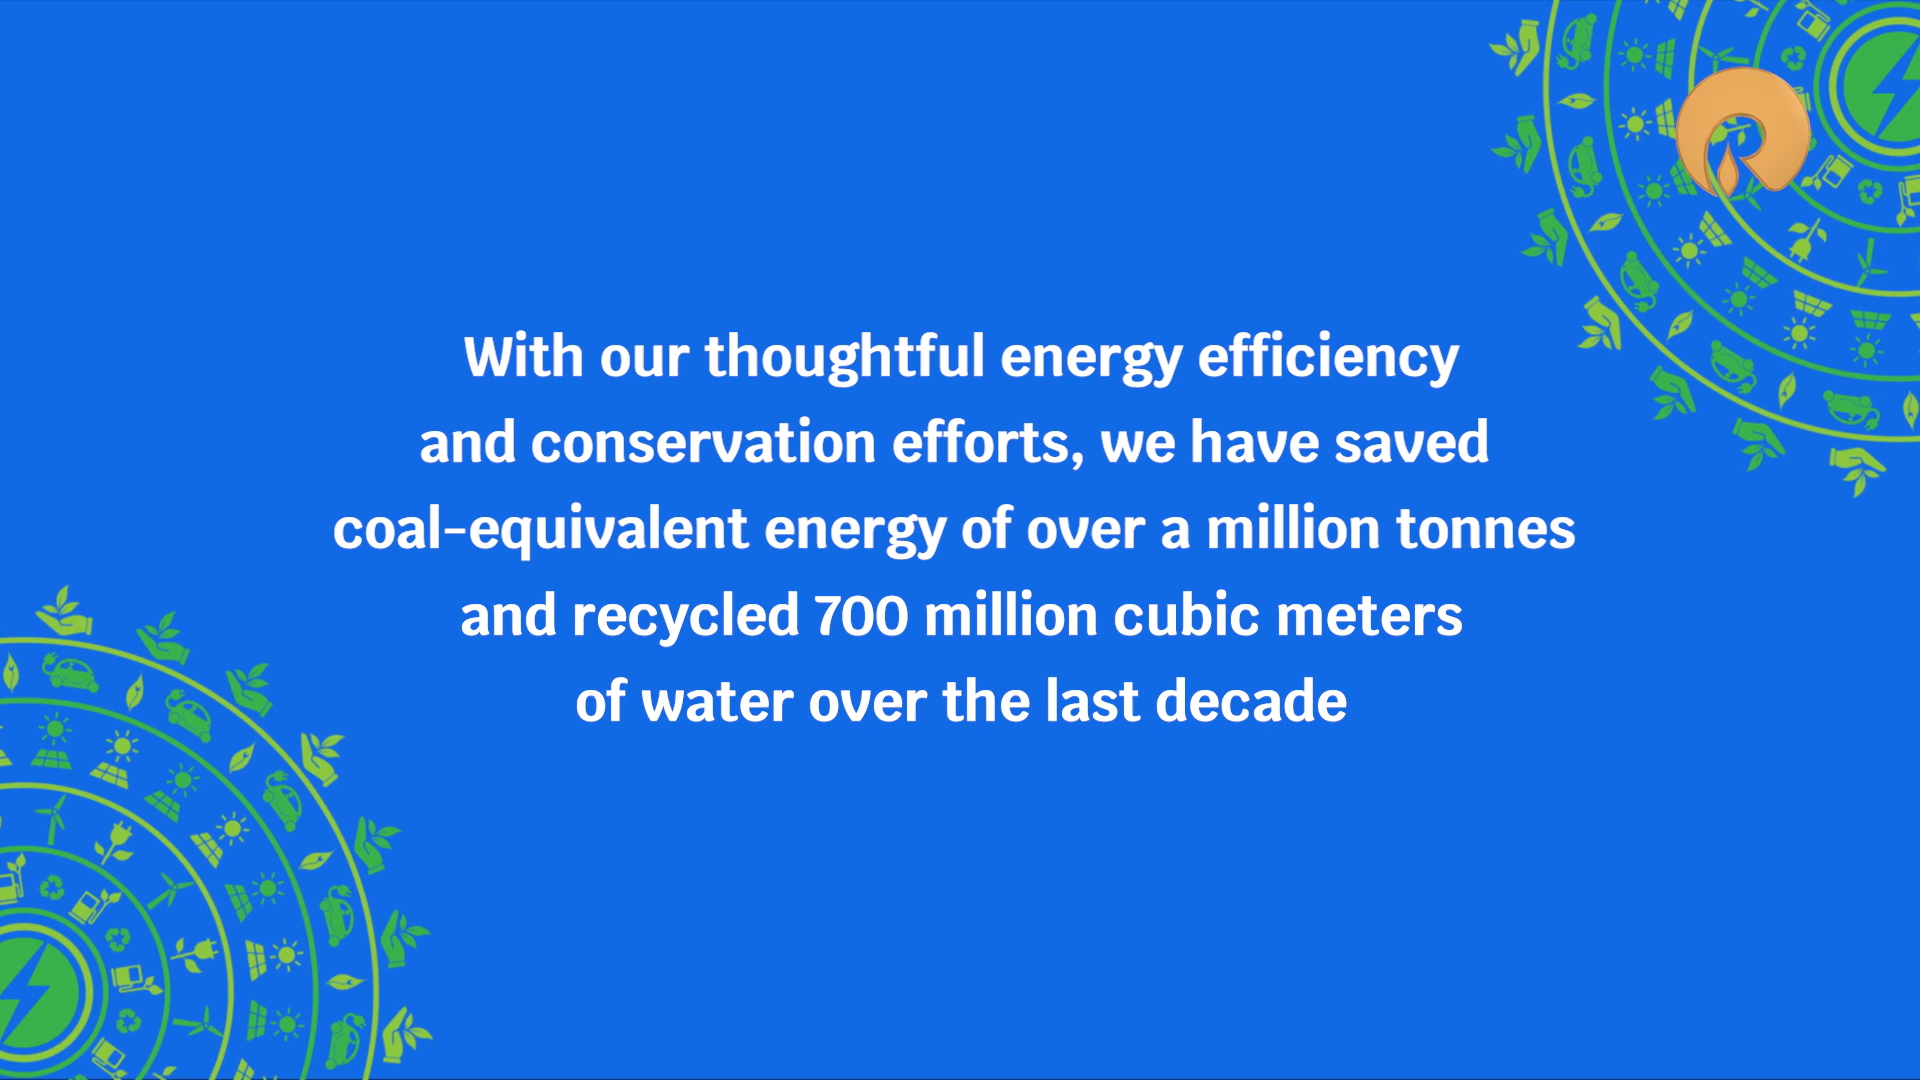 With our thoughtful energy efficiency
and conservation efforts, we have saved
coal-equivalent energy of over a million tonnes
and recycled 700 million cubic meters
of water over the last decade